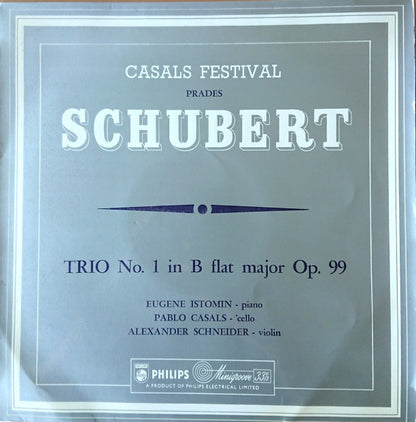 CASALS FESTIVAL
PRADES
SCHUBERT
TRIO No. 1 in B flat major Op. 99
EUGENE ISTOMIN - piano
PABLO CASALS - 'cello
ALEXANDER SCHNEIDER - violin
PHILIPS Minigroove 33⅓
A PRODUCT OF PHILIPS ELECTRICAL LIMITED